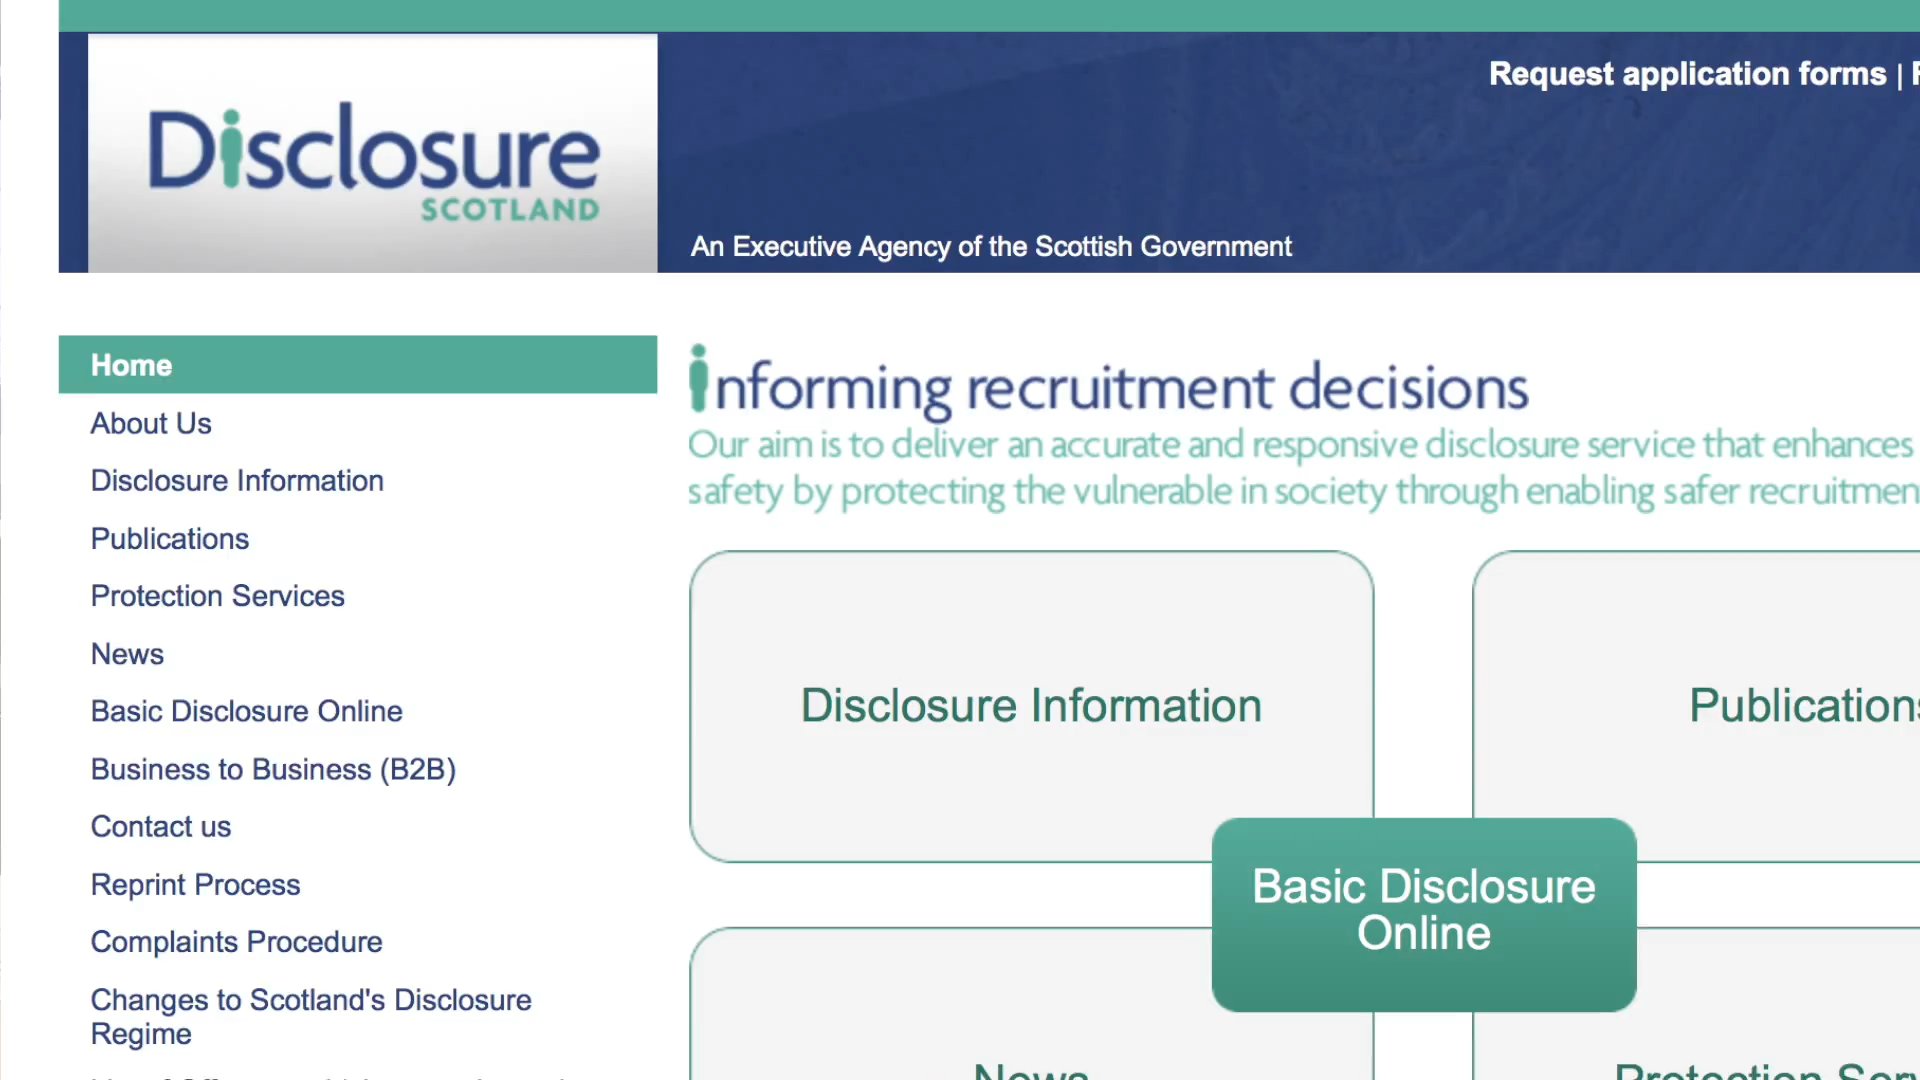 Disclosure
SCOTLAND
Request application forms |
An Executive Agency of the Scottish Government
Home
About Us
Disclosure Information
Publications
Protection Services
News
Basic Disclosure Online
Business to Business (B2B)
Contact us
Reprint Process
Complaints Procedure
Changes to Scotland's Disclosure
Regime
informing recruitment decisions
Our aim is to deliver an accurate and responsive disclosure service that enhances
safety by protecting the vulnerable in society through enabling safer recruitmen
Disclosure Information
Publications
Basic Disclosure
Online
News
Protection Serv